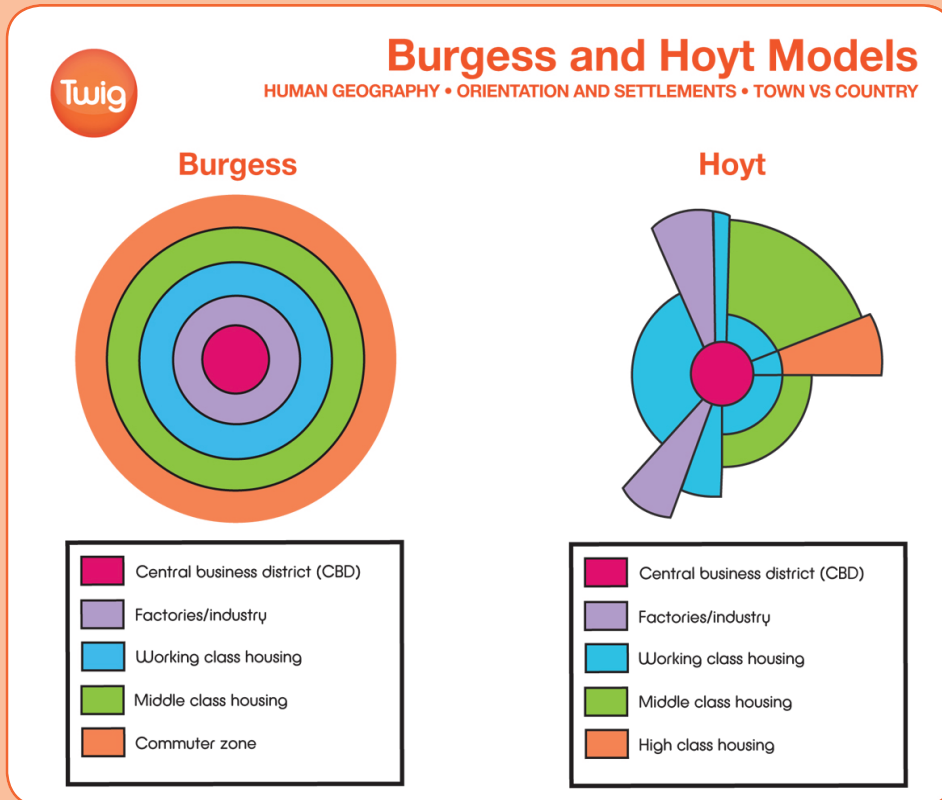 Twig
Burgess and Hoyt Models
HUMAN GEOGRAPHY • ORIENTATION AND SETTLEMENTS • TOWN VS COUNTRY
Burgess
Hoyt
Central business district (CBD)
Factories/industry
Working class housing
Middle class housing
Commuter zone
Central business district (CBD)
Factories/industry
Working class housing
Middle class housing
High class housing